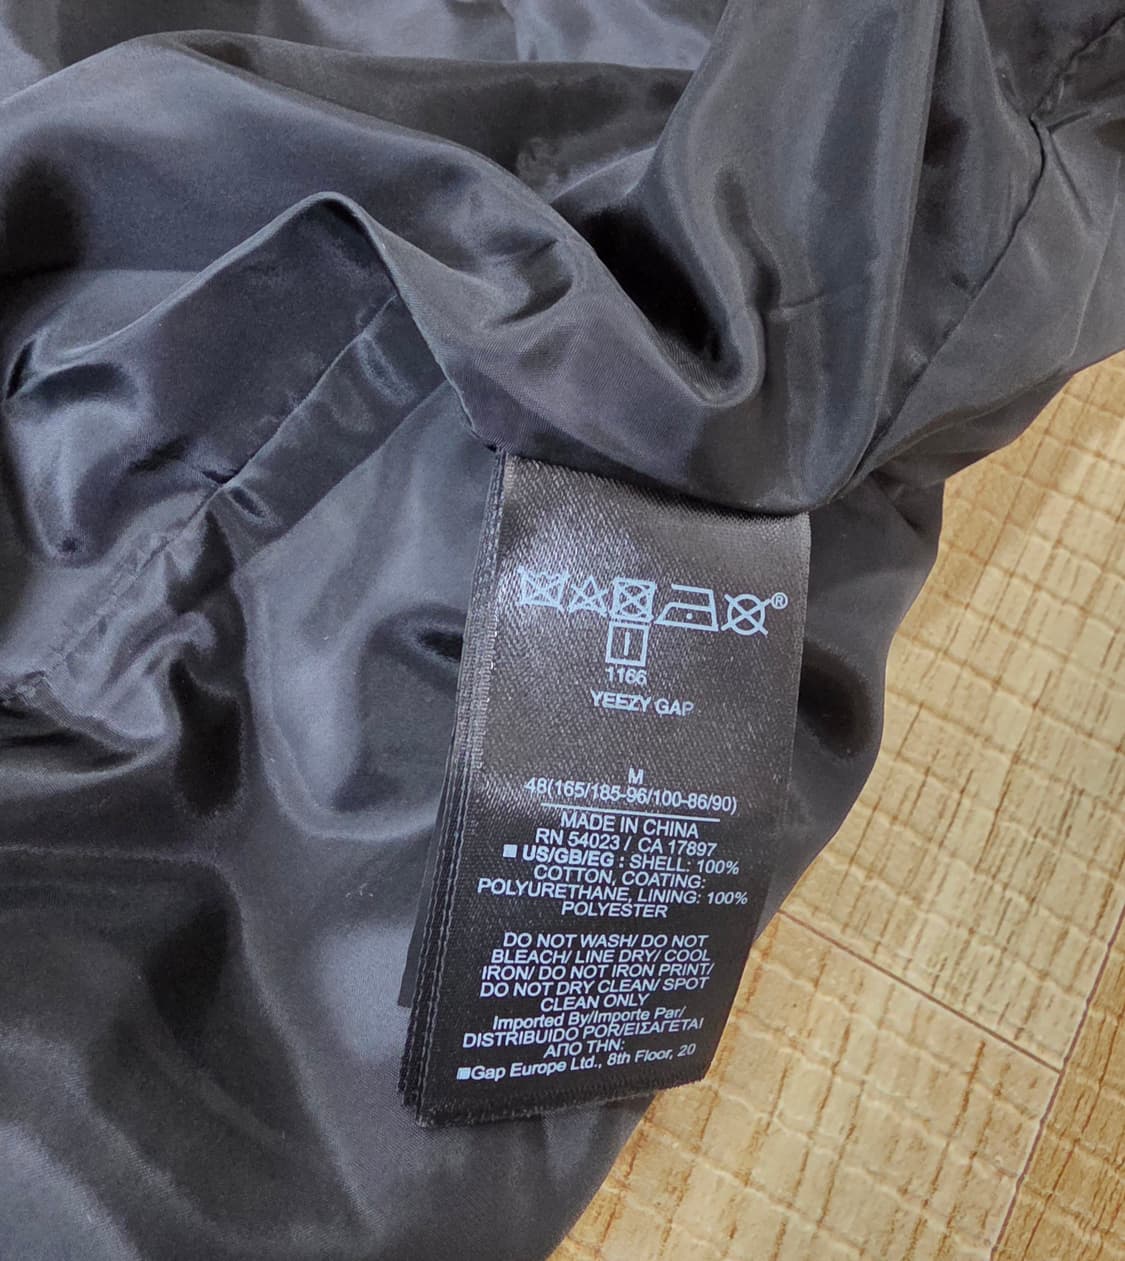 ®
1166
YEEZY GAP
M
48(165/185-96/100-86/90)
MADE IN CHINA
RN 54023 / CA 17897
■ US/GB/EG : SHELL: 100%
COTTON, COATING:
POLYURETHANE, LINING: 100%
POLYESTER
DO NOT WASH/ DO NOT
BLEACH/ LINE DRY/ COOL
IRON/ DO NOT IRON PRINT/
DO NOT DRY CLEAN/ SPOT
CLEAN ONLY
Imported By/Importe Par/
DISTRIBUIDO POR/ΕΙΣΑΓΕΤΑΙ
ΑΠΟ ΤΗΝ:
■Gap Europe Ltd., 8th Floor, 20